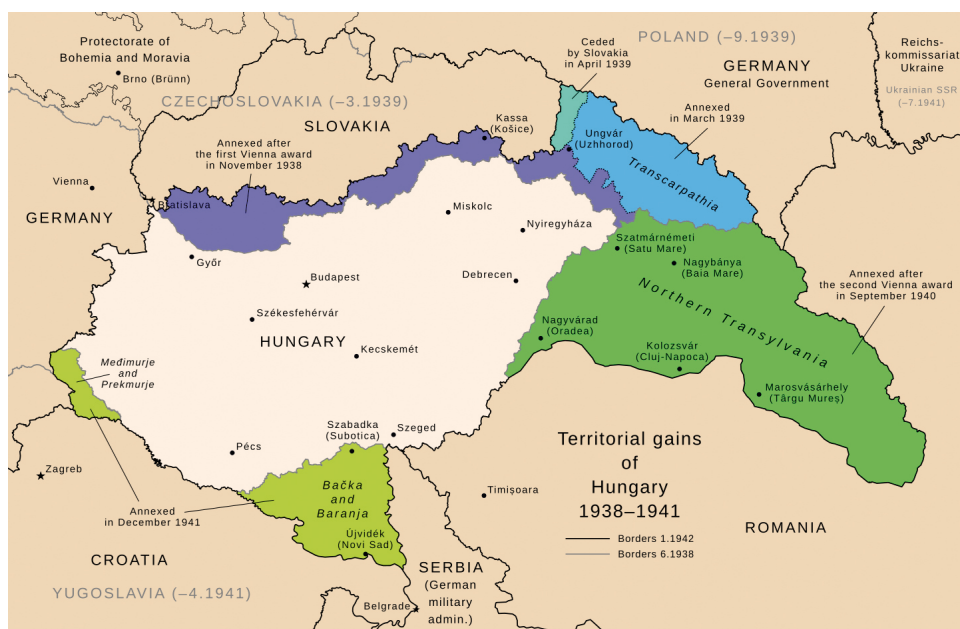 Protectorate of
Bohemia and Moravia
Brno (Brünn)
CZECHOSLOVAKIA (–3.1939)
SLOVAKIA
POLAND (–9.1939)
Ceded
by Slovakia
in April 1939
GERMANY
General Government
Reichs-
kommissariat
Ukraine
Ukrainian SSR
(–7.1941)
Annexed
in March 1939
Kassa
(Košice)
Ungvár
(Uzhhorod)
Transcarpathia
Annexed after
the first Vienna award
in November 1938
Vienna
GERMANY
Bratislava
Miskolc
Nyiregyháza
Győr
Budapest
Debrecen
Szatmárnémeti
(Satu Mare)
Nagybánya
(Baia Mare)
Northern Transylvania
Annexed after
the second Vienna award
in September 1940
Székesfehérvár
HUNGARY
Kecskemét
Nagyvárad
(Oradea)
Kolozsvár
(Cluj-Napoca)
Marosvásárhely
(Târgu Mureș)
Međimurje
and
Prekmurje
Szabadka
(Subotica)
Szeged
Pécs
Zagreb
Annexed
in December 1941
Bačka
and
Baranja
Újvidék
(Novi Sad)
Timișoara
Territorial gains
of
Hungary
1938–1941
Borders 1.1942
Borders 6.1938
ROMANIA
CROATIA
YUGOSLAVIA (–4.1941)
SERBIA
(German
military
admin.)
Belgrade